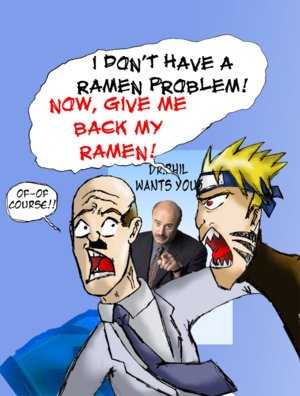 I DON'T HAVE A
RAMEN PROBLEM!
NOW, GIVE ME
BACK MY
RAMEN!
DR. PHIL
WANTS YOU
OF-OF
COURSE!!